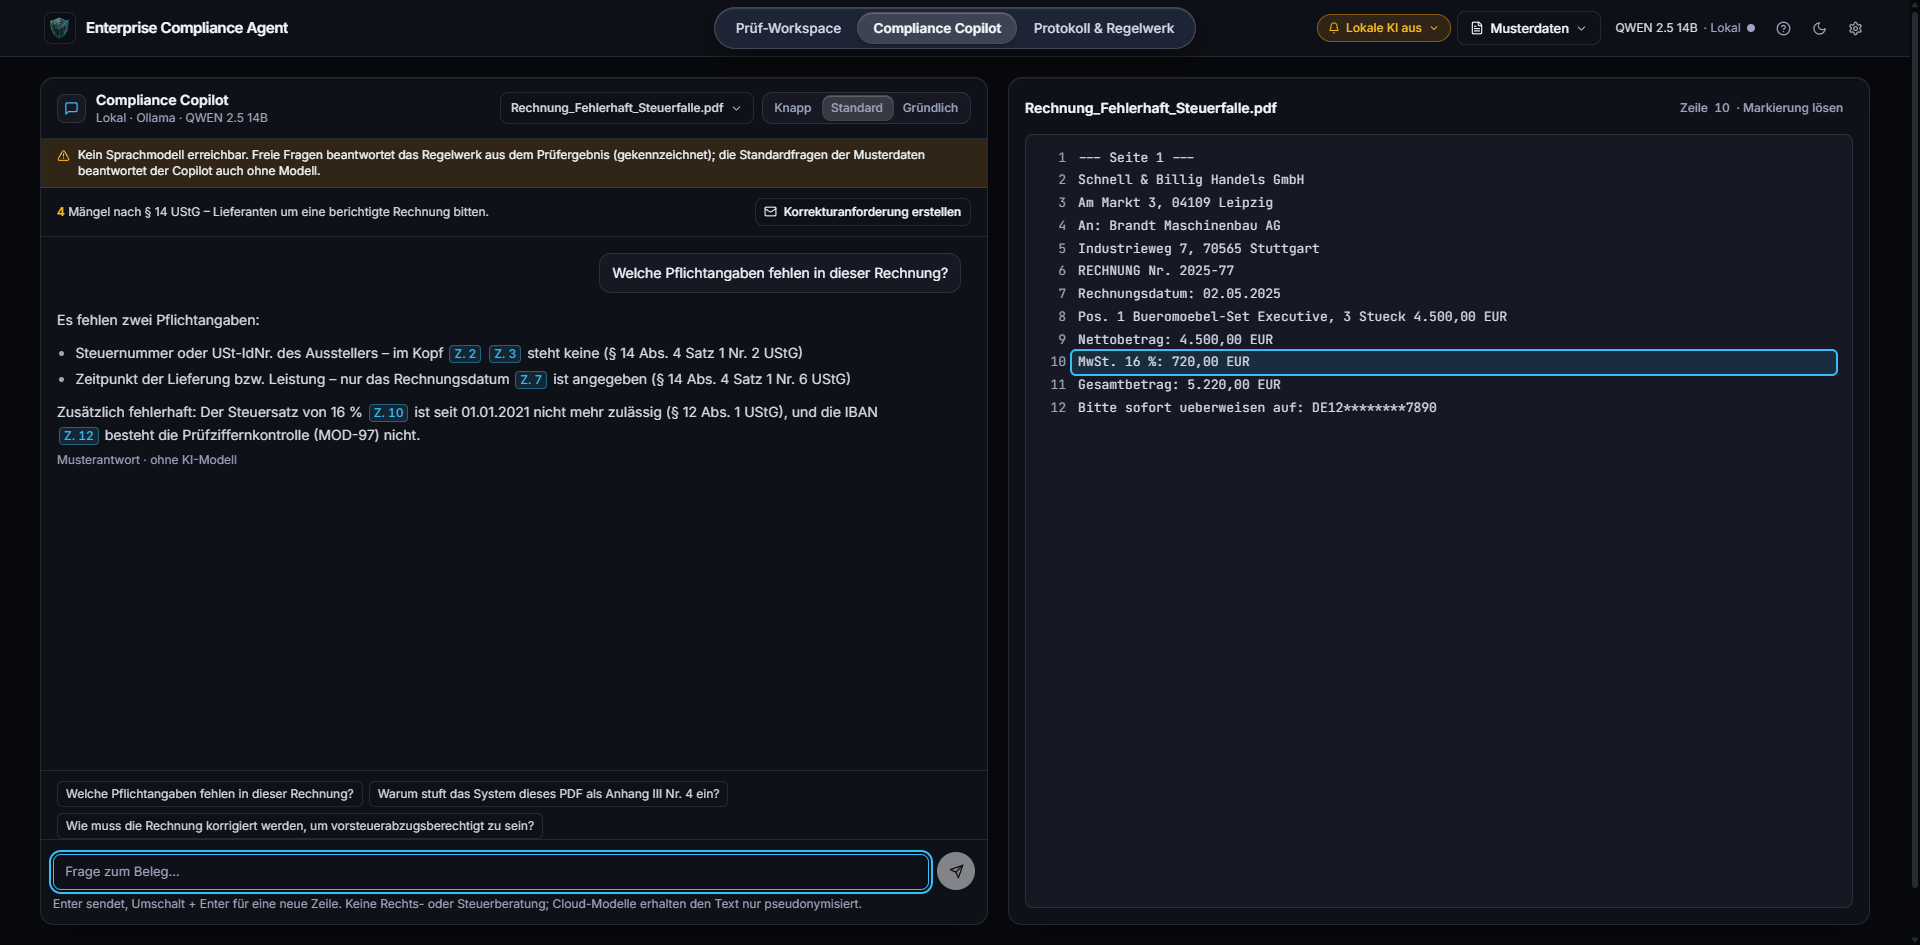 Enterprise Compliance Agent
Prüf-Workspace
Compliance Copilot
Protokoll & Regelwerk
Lokale KI aus
Musterdaten
QWEN 2.5 14B · Lokal
Compliance Copilot
Lokal · Ollama · QWEN 2.5 14B
Rechnung_Fehlerhaft_Steuerfalle.pdf
Knapp
Standard
Gründlich
Kein Sprachmodell erreichbar. Freie Fragen beantwortet das Regelwerk aus dem Prüfergebnis (gekennzeichnet); die Standardfragen der Musterdaten
beantwortet der Copilot auch ohne Modell.
4 Mängel nach § 14 UStG – Lieferanten um eine berichtigte Rechnung bitten.
Korrekturanforderung erstellen
Welche Pflichtangaben fehlen in dieser Rechnung?
Es fehlen zwei Pflichtangaben:
• Steuernummer oder USt-IdNr. des Ausstellers – im Kopf Z. 2 Z. 3 steht keine (§ 14 Abs. 4 Satz 1 Nr. 2 UStG)
• Zeitpunkt der Lieferung bzw. Leistung – nur das Rechnungsdatum Z. 7 ist angegeben (§ 14 Abs. 4 Satz 1 Nr. 6 UStG)
Zusätzlich fehlerhaft: Der Steuersatz von 16 % Z. 10 ist seit 01.01.2021 nicht mehr zulässig (§ 12 Abs. 1 UStG), und die IBAN
Z. 12 besteht die Prüfziffernkontrolle (MOD-97) nicht.
Musterantwort · ohne KI-Modell
Welche Pflichtangaben fehlen in dieser Rechnung?
Warum stuft das System dieses PDF als Anhang III Nr. 4 ein?
Wie muss die Rechnung korrigiert werden, um vorsteuerabzugsberechtigt zu sein?
Frage zum Beleg...
Enter sendet, Umschalt + Enter für eine neue Zeile. Keine Rechts- oder Steuerberatung; Cloud-Modelle erhalten den Text nur pseudonymisiert.
Rechnung_Fehlerhaft_Steuerfalle.pdf
Zeile 10 · Markierung lösen
1 --- Seite 1 ---
2 Schnell & Billig Handels GmbH
3 Am Markt 3, 04109 Leipzig
4 An: Brandt Maschinenbau AG
5 Industrieweg 7, 70565 Stuttgart
6 RECHNUNG Nr. 2025-77
7 Rechnungsdatum: 02.05.2025
8 Pos. 1 Bueromoebel-Set Executive, 3 Stueck 4.500,00 EUR
9 Nettobetrag: 4.500,00 EUR
10 MwSt. 16 %: 720,00 EUR
11 Gesamtbetrag: 5.220,00 EUR
12 Bitte sofort ueberweisen auf: DE12********7890